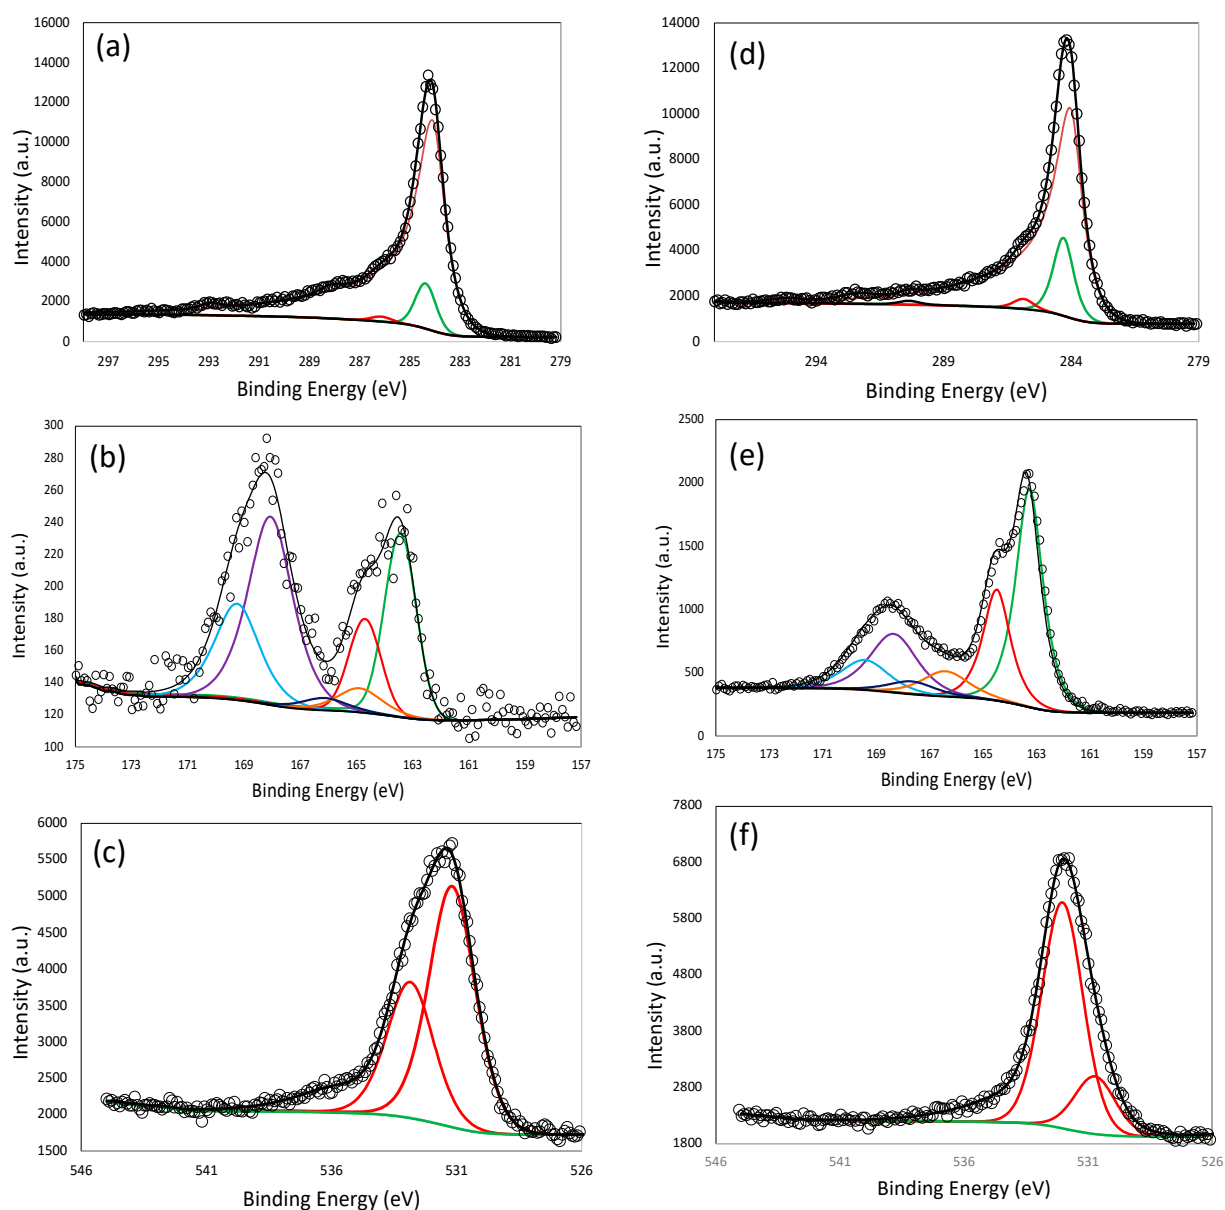 (a)
Intensity (a.u.)
16000
14000
12000
10000
8000
6000
4000
2000
0
297 295 293 291 289 287 285 283 281 279
Binding Energy (eV)
(d)
Intensity (a.u.)
14000
12000
10000
8000
6000
4000
2000
0
294 289 284 279
Binding Energy (eV)
(b)
Intensity (a.u.)
300
280
260
240
220
200
180
160
140
120
100
175 173 171 169 167 165 163 161 159 157
Binding Energy (eV)
(e)
Intensity (a.u.)
2500
2000
1500
1000
500
0
175 173 171 169 167 165 163 161 159 157
Binding Energy (eV)
(c)
Intensity (a.u.)
6000
5500
5000
4500
4000
3500
3000
2500
2000
1500
546 541 536 531 526
Binding Energy (eV)
(f)
Intensity (a.u.)
7800
6800
5800
4800
3800
2800
1800
546 541 536 531 526
Binding Energy (eV)